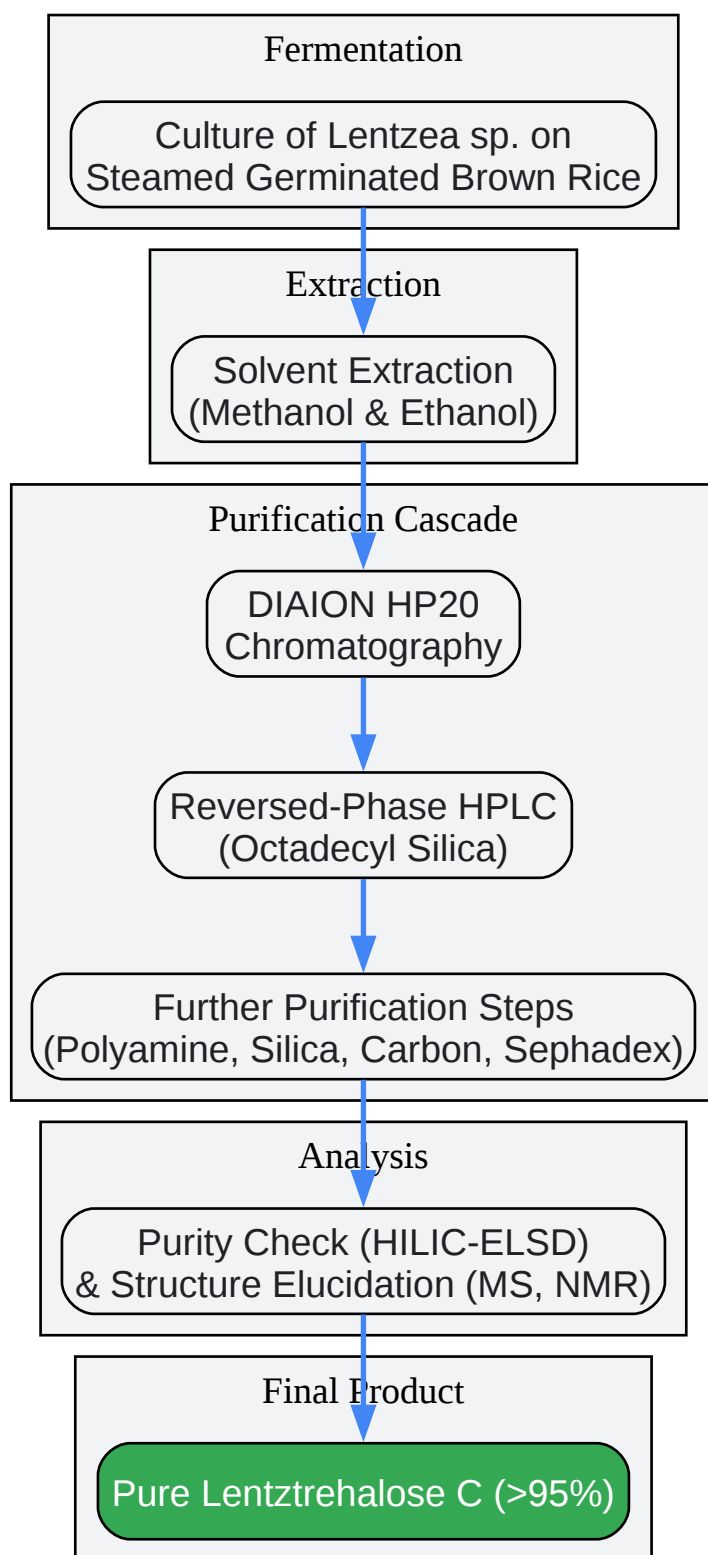 Fermentation
Culture of Lentzea sp. on
Steamed Germinated Brown Rice
Extraction
Solvent Extraction
(Methanol & Ethanol)
Purification Cascade
DIAION HP20
Chromatography
Reversed-Phase HPLC
(Octadecyl Silica)
Further Purification Steps
(Polyamine, Silica, Carbon, Sephadex)
Analysis
Purity Check (HILIC-ELSD)
& Structure Elucidation (MS, NMR)
Final Product
Pure Lentztrehalose C (>95%)